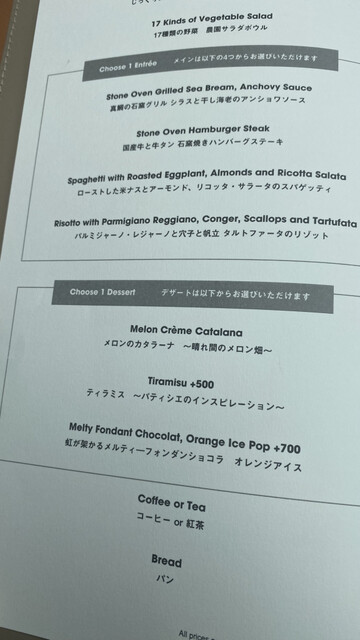 17 Kinds of Vegetable Salad
17種類の野菜 農園サラダボウル
Choose 1 Entrée メインは以下の4つからお選びいただけます
Stone Oven Grilled Sea Bream, Anchovy Sauce
真鯛の石窯グリル シラスと干し海老のアンショワソース
Stone Oven Hamburger Steak
国産牛と牛タン 石窯焼きハンバーグステーキ
Spaghetti with Roasted Eggplant, Almonds and Ricotta Salata
ローストした米ナスとアーモンド、リコッタ・サラータのスパゲッティ
Risotto with Parmigiano Reggiano, Conger, Scallops and Tartufata
パルミジャーノ・レジャーノと穴子と帆立 タルトファータのリゾット
Choose 1 Dessert デザートは以下からお選びいただけます
Melon Crème Catalana
メロンのカタラーナ ～晴れ間のメロン畑～
Tiramisu +500
ティラミス ～パティシエのインスピレーション～
Melty Fondant Chocolat, Orange Ice Pop +700
虹が架かるメルティーフォンダンショコラ オレンジアイス
Coffee or Tea
コーヒー or 紅茶
Bread
パン
All prices